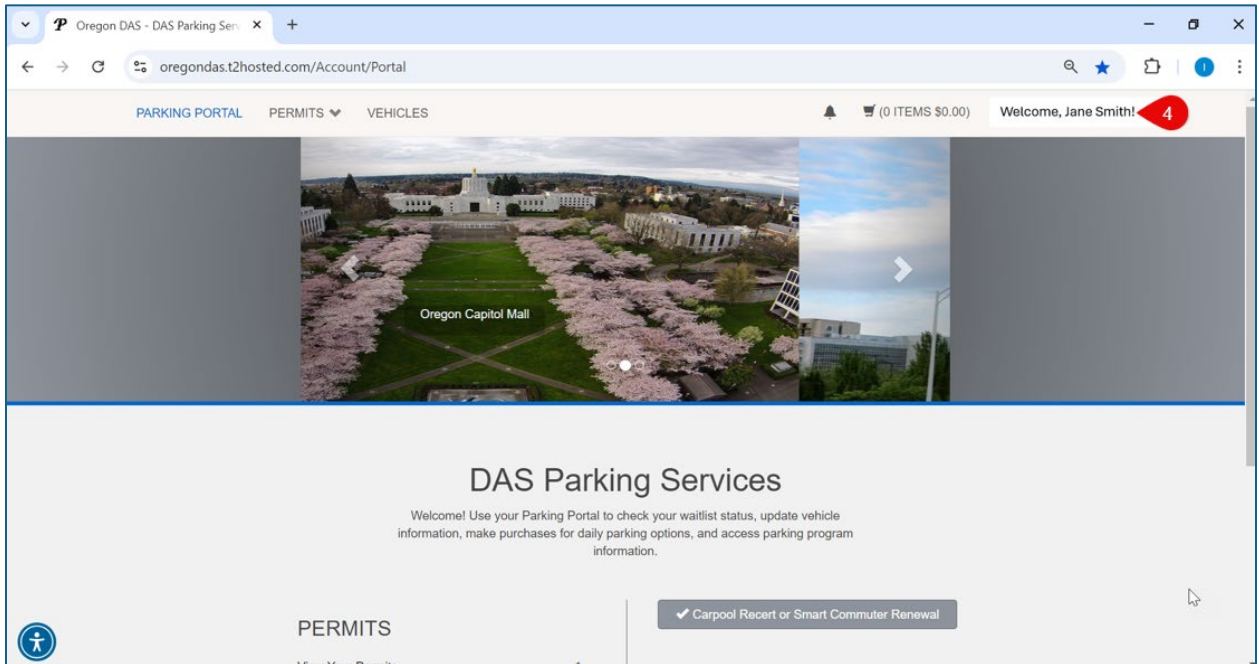 Oregon DAS - DAS Parking Serv
oregondas.t2hosted.com/Account/Portal
PARKING PORTAL PERMITS VEHICLES (0 ITEMS $0.00) Welcome, Jane Smith! 4
Oregon Capitol Mall
DAS Parking Services
Welcome! Use your Parking Portal to check your waitlist status, update vehicle
information, make purchases for daily parking options, and access parking program
information.
Carpool Recert or Smart Commuter Renewal
PERMITS
View Your Permits